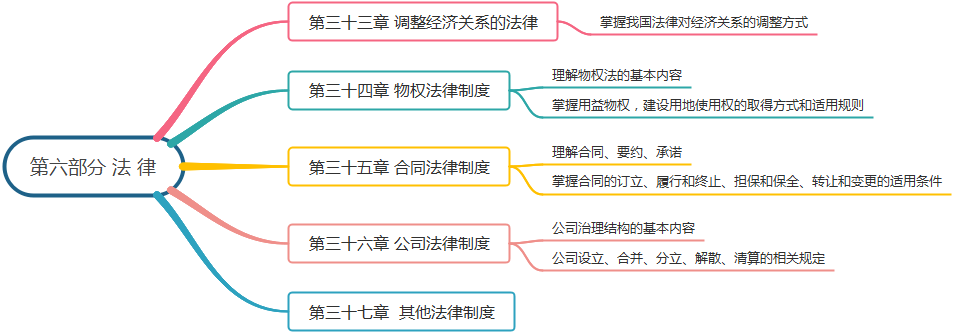 第六部分 法 律
第三十三章 调整经济关系的法律
掌握我国法律对经济关系的调整方式
第三十四章 物权法律制度
理解物权法的基本内容
掌握用益物权，建设用地使用权的取得方式和适用规则
第三十五章 合同法律制度
理解合同、要约、承诺
掌握合同的订立、履行和终止、担保和保全、转让和变更的适用条件
第三十六章 公司法律制度
公司治理结构的基本内容
公司设立、合并、分立、解散、清算的相关规定
第三十七章 其他法律制度